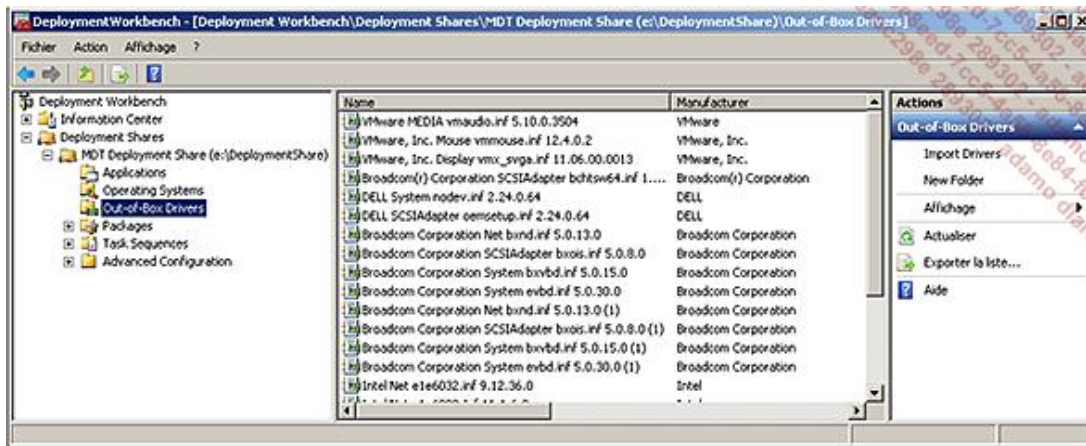 DeploymentWorkbench - [Deployment Workbench\Deployment Shares\MDT Deployment Share (e:\DeploymentShare)\Out-of-Box Drivers]
Fichier Action Affichage ?
Deployment Workbench
Information Center
Deployment Shares
MDT Deployment Share (e:\DeploymentShare)
Applications
Operating Systems
Out-of-Box Drivers
Packages
Task Sequences
Advanced Configuration
Name Manufacturer
VMware MEDIA vmaudio.inf 5.10.0.3504 VMware
VMware, Inc. Mouse vmmouse.inf 12.4.0.2 VMware, Inc.
VMware, Inc. Display vmx_svga.inf 11.06.00.0013 VMware, Inc.
Broadcom(r) Corporation SCSIAdapter bchtsw64.inf 1.... Broadcom(r) Corporation
DELL System nodev.inf 2.24.0.64 DELL
DELL SCSIAdapter oemsetup.inf 2.24.0.64 DELL
Broadcom Corporation Net bxnd.inf 5.0.13.0 Broadcom Corporation
Broadcom Corporation SCSIAdapter bxois.inf 5.0.8.0 Broadcom Corporation
Broadcom Corporation System bxvbd.inf 5.0.15.0 Broadcom Corporation
Broadcom Corporation System evbd.inf 5.0.30.0 Broadcom Corporation
Broadcom Corporation Net bxnd.inf 5.0.13.0 (1) Broadcom Corporation
Broadcom Corporation SCSIAdapter bxois.inf 5.0.8.0 (1) Broadcom Corporation
Broadcom Corporation System bxvbd.inf 5.0.15.0 (1) Broadcom Corporation
Broadcom Corporation System evbd.inf 5.0.30.0 (1) Broadcom Corporation
Intel Net e1e6032.inf 9.12.36.0 Intel
Actions
Out-of-Box Drivers
Import Drivers
New Folder
Affichage
Actualiser
Exporter la liste...
Aide